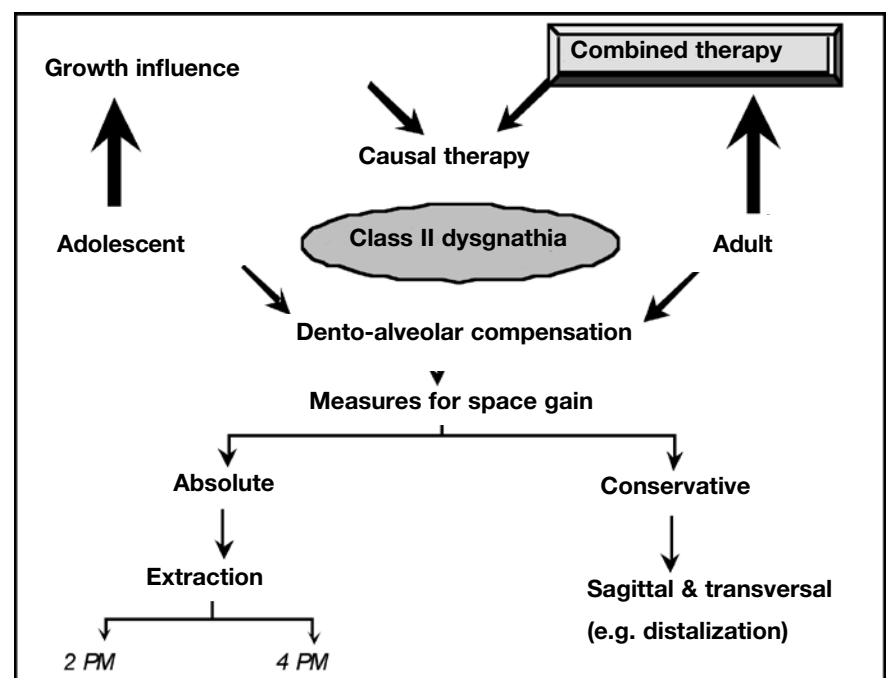 Combined therapy
Growth influence
Causal therapy
Class II dysgnathia
Adolescent
Adult
Dento-alveolar compensation
Measures for space gain
Absolute
Conservative
Extraction
Sagittal & transversal
(e.g. distalization)
2 PM
4 PM